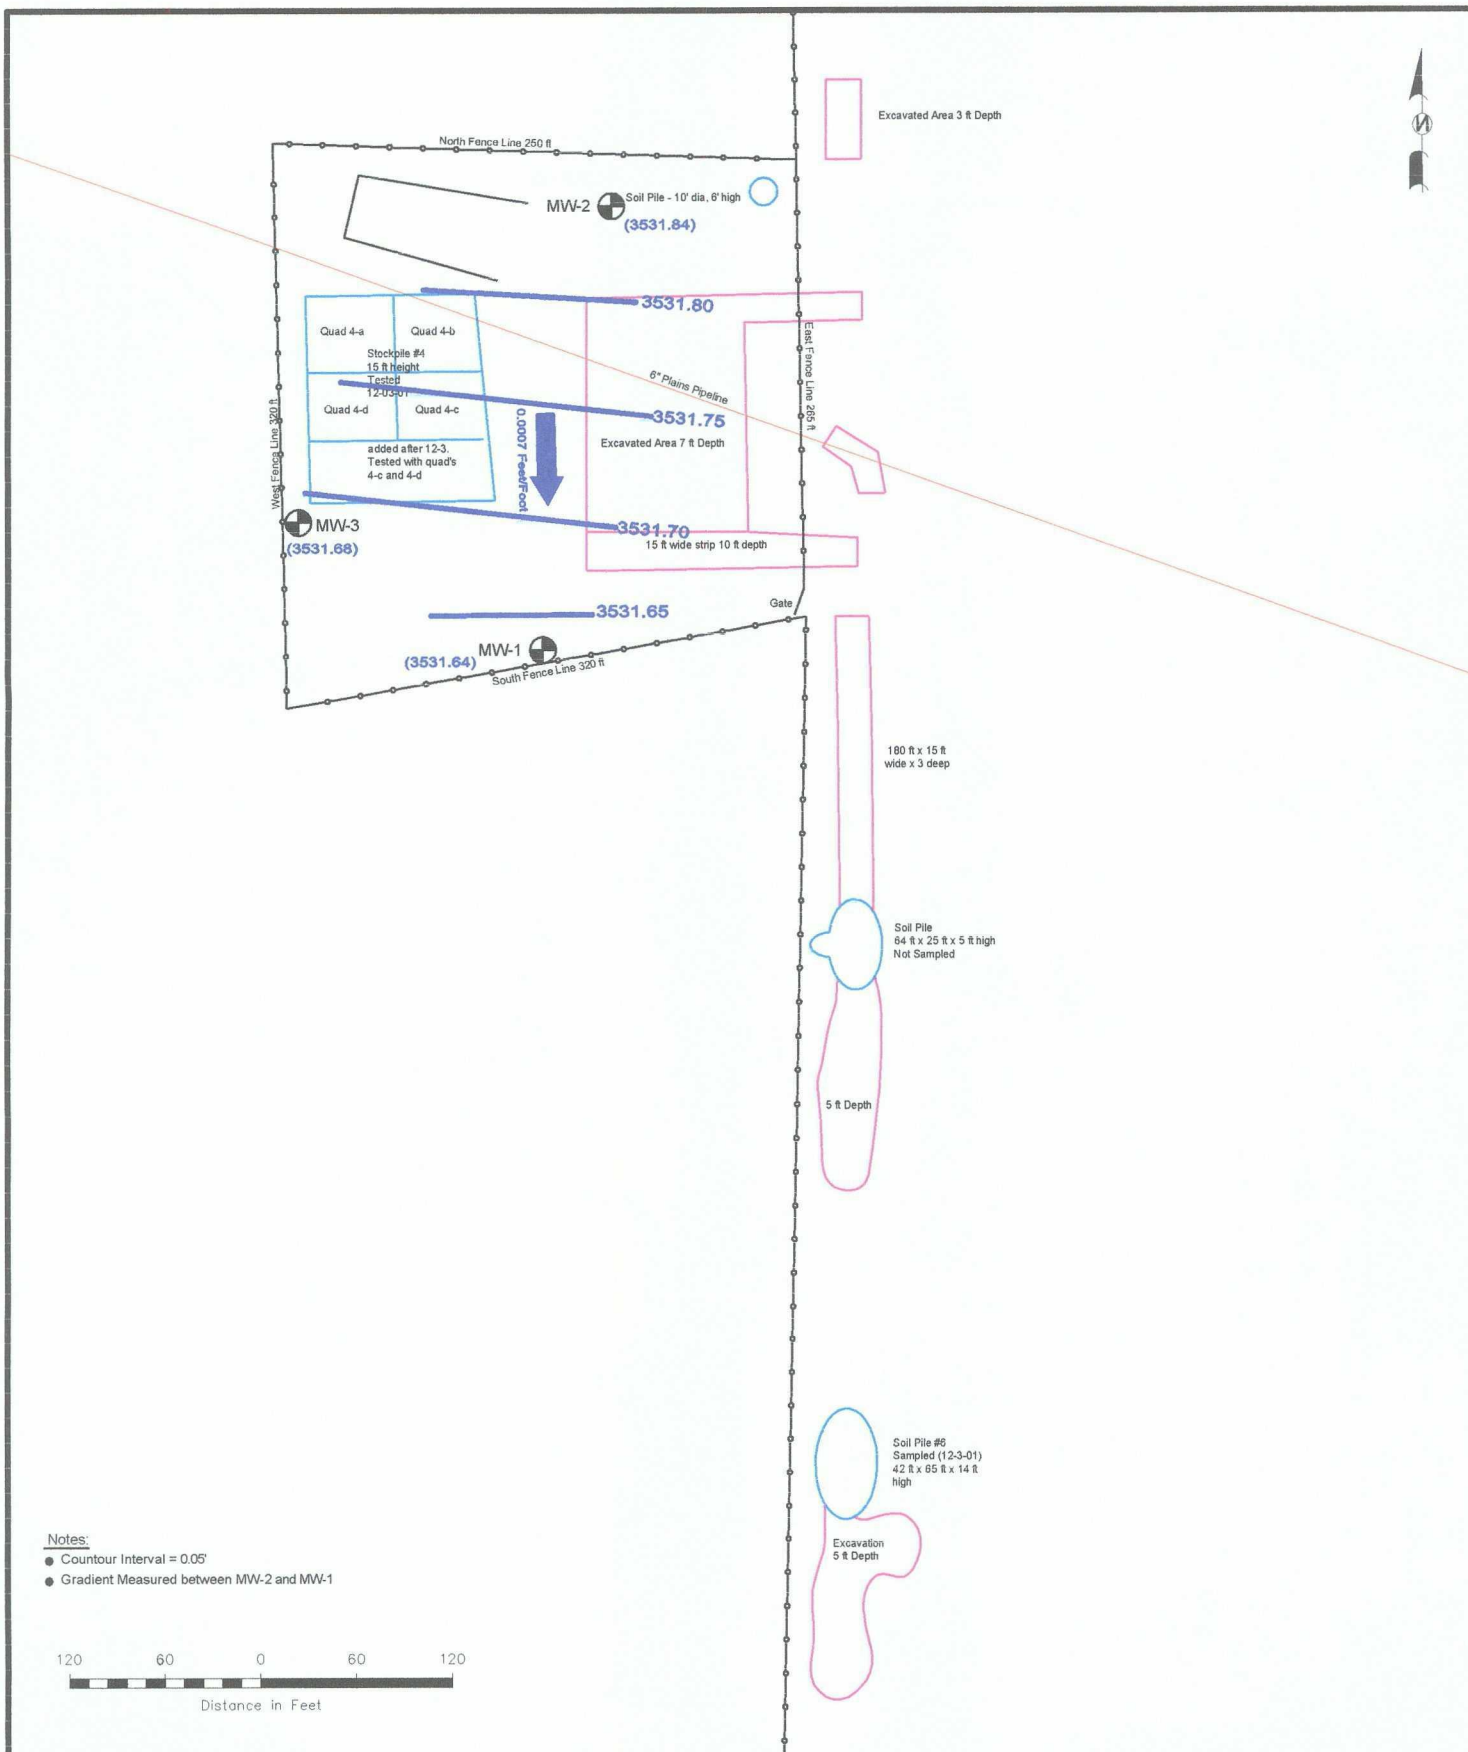 Excavated Area 3 ft Depth
N
North Fence Line 250 ft
MW-2
Soil Pile - 10' dia, 6' high
(3531.84)
3531.80
Quad 4-a
Quad 4-b
Stockpile #4
15 ft height
Tested
12-03-01
Quad 4-d
Quad 4-c
added after 12-3.
Tested with quad's
4-c and 4-d
6" Plains Pipeline
East Fence Line 265 ft
3531.75
Excavated Area 7 ft Depth
0.0007 Feet/Foot
West Fence Line 320 ft
MW-3
(3531.68)
3531.70
15 ft wide strip 10 ft depth
Gate
3531.65
MW-1
(3531.64)
South Fence Line 320 ft
180 ft x 15 ft
wide x 3 deep
Soil Pile
64 ft x 25 ft x 5 ft high
Not Sampled
5 ft Depth
Soil Pile #6
Sampled (12-3-01)
42 ft x 65 ft x 14 ft
high
Excavation
5 ft Depth
Notes:
Countour Interval = 0.05'
Gradient Measured between MW-2 and MW-1
120 60 0 60 120
Distance in Feet